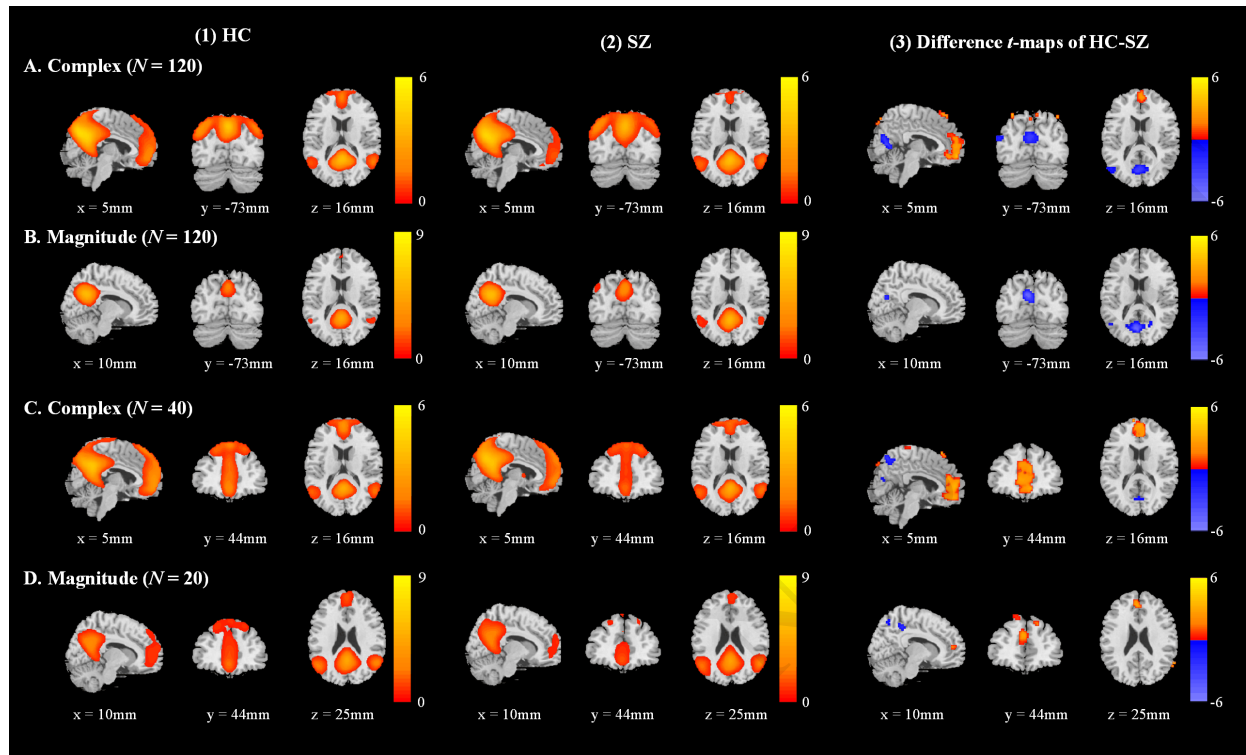 (1) HC (2) SZ (3) Difference t-maps of HC-SZ
A. Complex (N = 120)
6 6 6
0 0 -6
x = 5mm y = -73mm z = 16mm x = 5mm y = -73mm z = 16mm x = 5mm y = -73mm z = 16mm
B. Magnitude (N = 120)
9 9 6
0 0 -6
x = 10mm y = -73mm z = 16mm x = 10mm y = -73mm z = 16mm x = 10mm y = -73mm z = 16mm
C. Complex (N = 40)
6 6 6
0 0 -6
x = 5mm y = 44mm z = 16mm x = 5mm y = 44mm z = 16mm x = 5mm y = 44mm z = 16mm
D. Magnitude (N = 20)
9 9 6
0 0 -6
x = 10mm y = 44mm z = 25mm x = 10mm y = 44mm z = 25mm x = 10mm y = 44mm z = 25mm